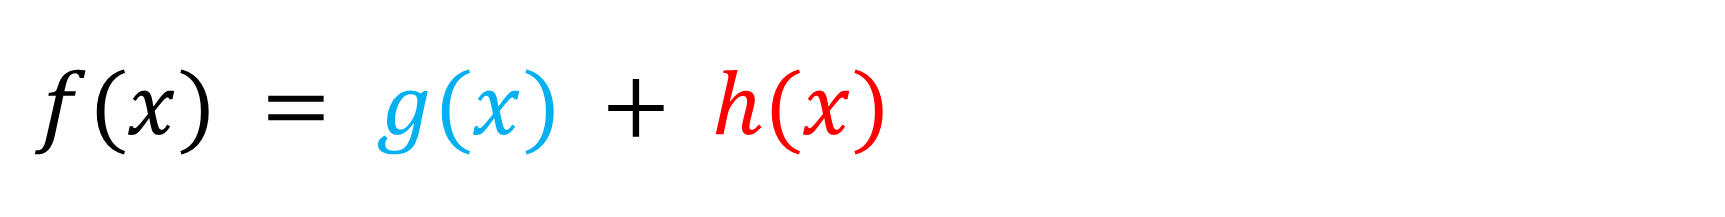 f(x) = g(x) + h(x)